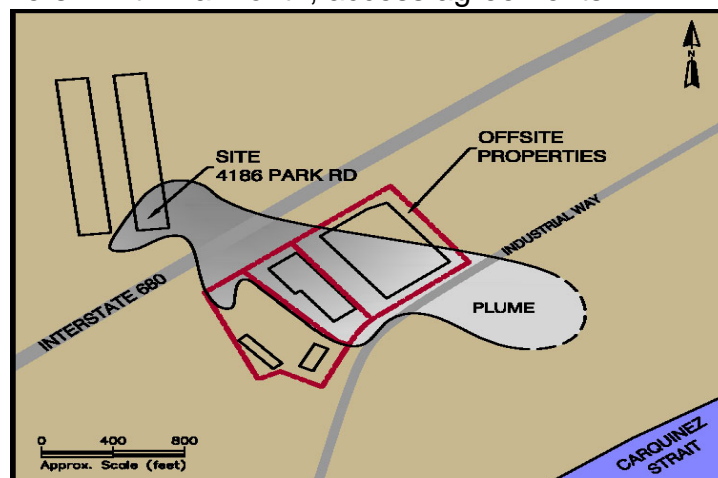 N
SITE
4186 PARK RD
OFFSITE
PROPERTIES
INDUSTRIAL WAY
INTERSTATE 680
PLUME
0 400 800
Approx. Scale (feet)
CARQUINEZ
STRAIT